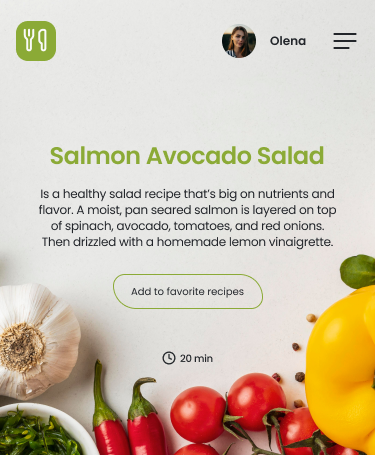 Olena
Salmon Avocado Salad
Is a healthy salad recipe that's big on nutrients and
flavor. A moist, pan seared salmon is layered on top
of spinach, avocado, tomatoes, and red onions.
Then drizzled with a homemade lemon vinaigrette.
Add to favorite recipes
20 min